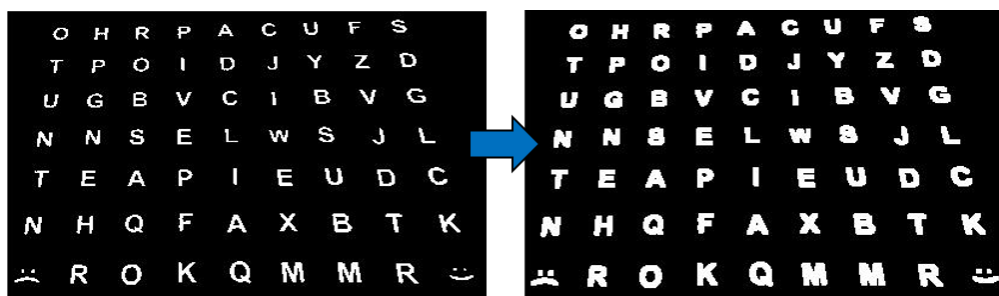 O H R P A C U F S
T P O I D J Y Z D
U G B V C I B V G
N N S E L W S J L
T E A P I E U D C
N H Q F A X B T K
R O K Q M M R
O H R P A C U F S
T P O I D J Y Z D
U G B V C I B V G
N N S E L W S J L
T E A P I E U D C
N H Q F A X B T K
R O K Q M M R